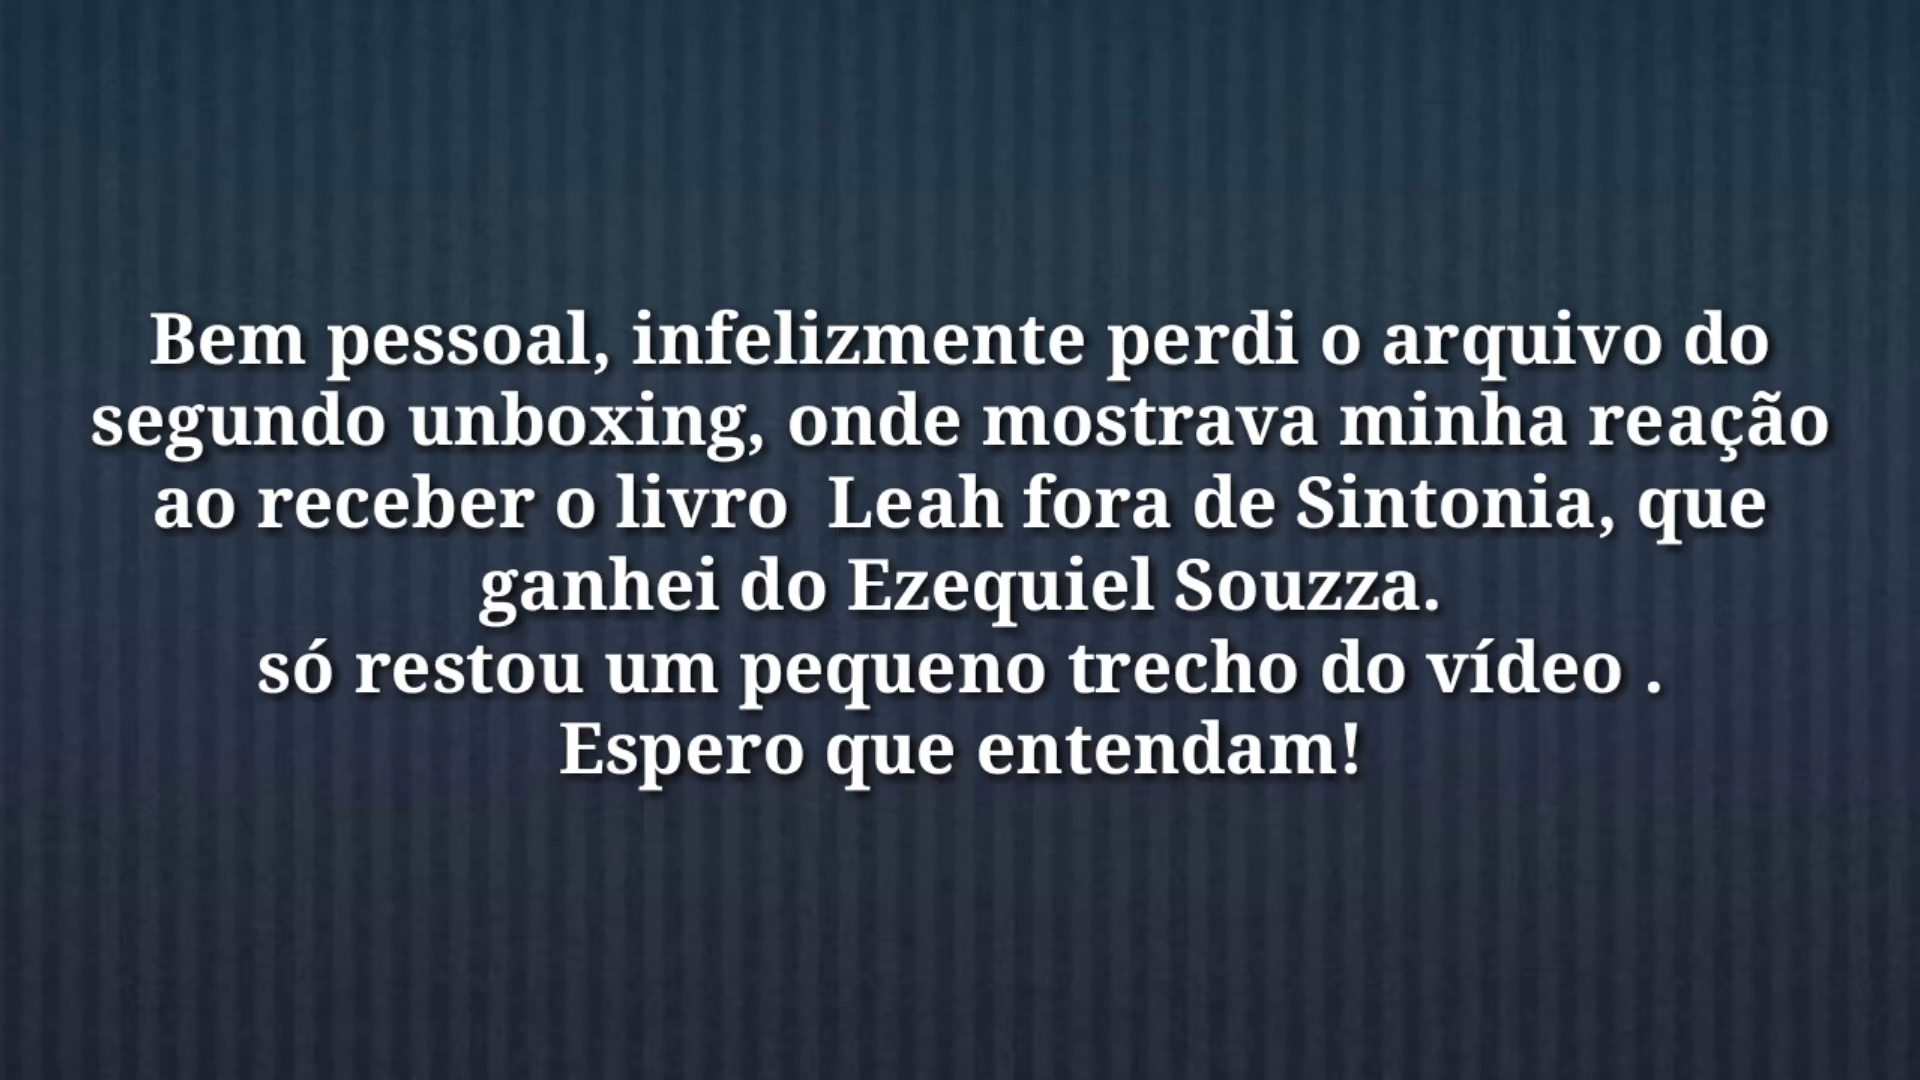 Bem pessoal, infelizmente perdi o arquivo do
segundo unboxing, onde mostrava minha reação
ao receber o livro  Leah fora de Sintonia, que
ganhei do Ezequiel Souzza.
só restou um pequeno trecho do vídeo .
Espero que entendam!